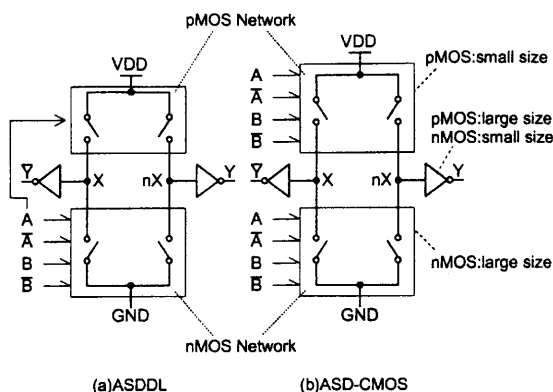 pMOS Network
VDD
VDD
pMOS:small size
A
A̅
B
B̅
pMOS:large size
nMOS:small size
Y̅
X
nX
Y
Y̅
X
nX
Y
A
A̅
B
B̅
A
A̅
B
B̅
nMOS:large size
GND
GND
nMOS Network
(a)ASDDL
(b)ASD-CMOS